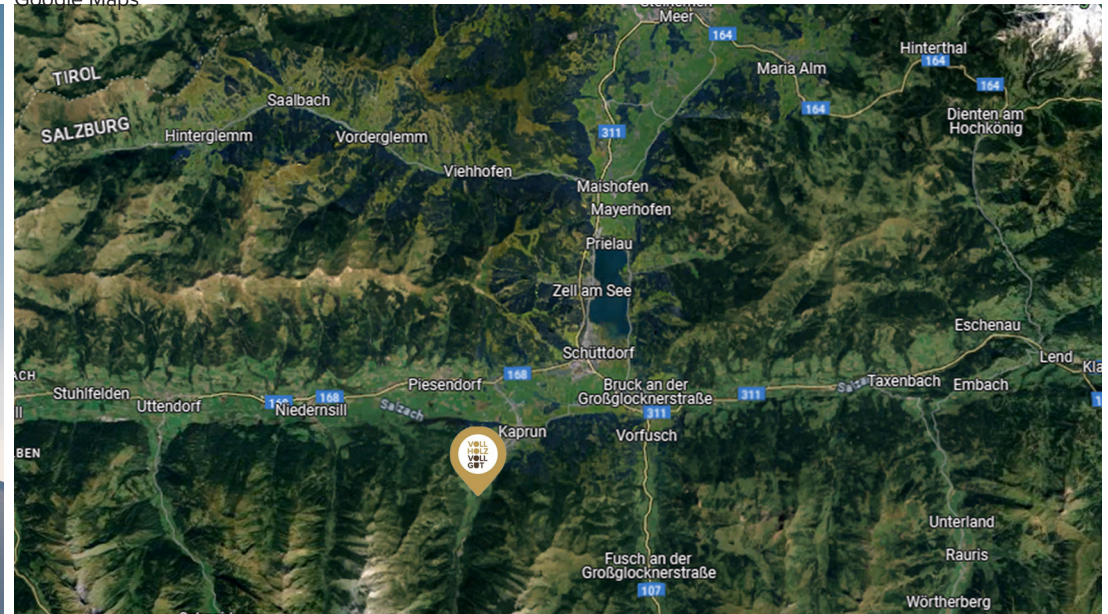 Google Maps
Meer
164
Hinterthal
164
TIROL
Maria Alm
164
Saalbach
164
Dienten am
Hochkönig
SALZBURG
Hinterglemm
Vorderglemm
311
Viehhofen
Maishofen
Mayerhofen
Prielau
Zell am See
Eschenau
Schüttdorf
Lend
168
Piesendorf
Bruck an der
Großglocknerstraße
311
Taxenbach
Embach
Stuhlfelden
168
Uttendorf
Niedernsill
Salzach
311
Kaprun
Vorfusch
VOLL
HOLZ
VOLL
GUT
Unterland
Fusch an der
Großglocknerstraße
Rauris
107
Wörtherberg